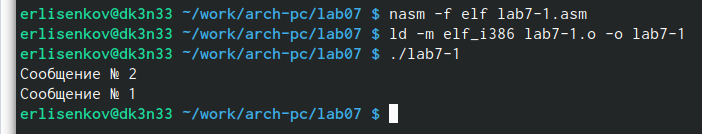 erlisenkov@dk3n33 ~/work/arch-pc/lab07 $ nasm -f elf lab7-1.asm
erlisenkov@dk3n33 ~/work/arch-pc/lab07 $ ld -m elf_i386 lab7-1.o -o lab7-1
erlisenkov@dk3n33 ~/work/arch-pc/lab07 $ ./lab7-1
Сообщение № 2
Сообщение № 1
erlisenkov@dk3n33 ~/work/arch-pc/lab07 $